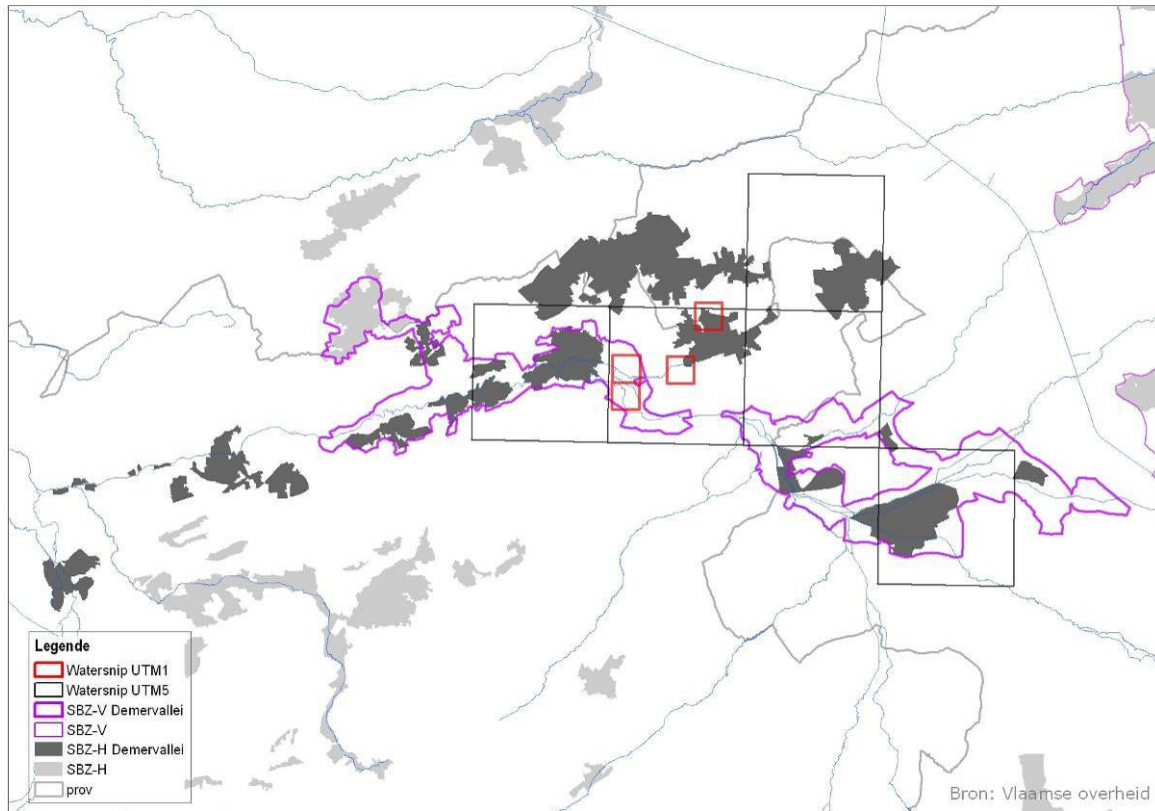 Legende
Watersnip UTM1
Watersnip UTM5
SBZ-V Demervallei
SBZ-V
SBZ-H Demervallei
SBZ-H
prov
Bron: Vlaamse overheid